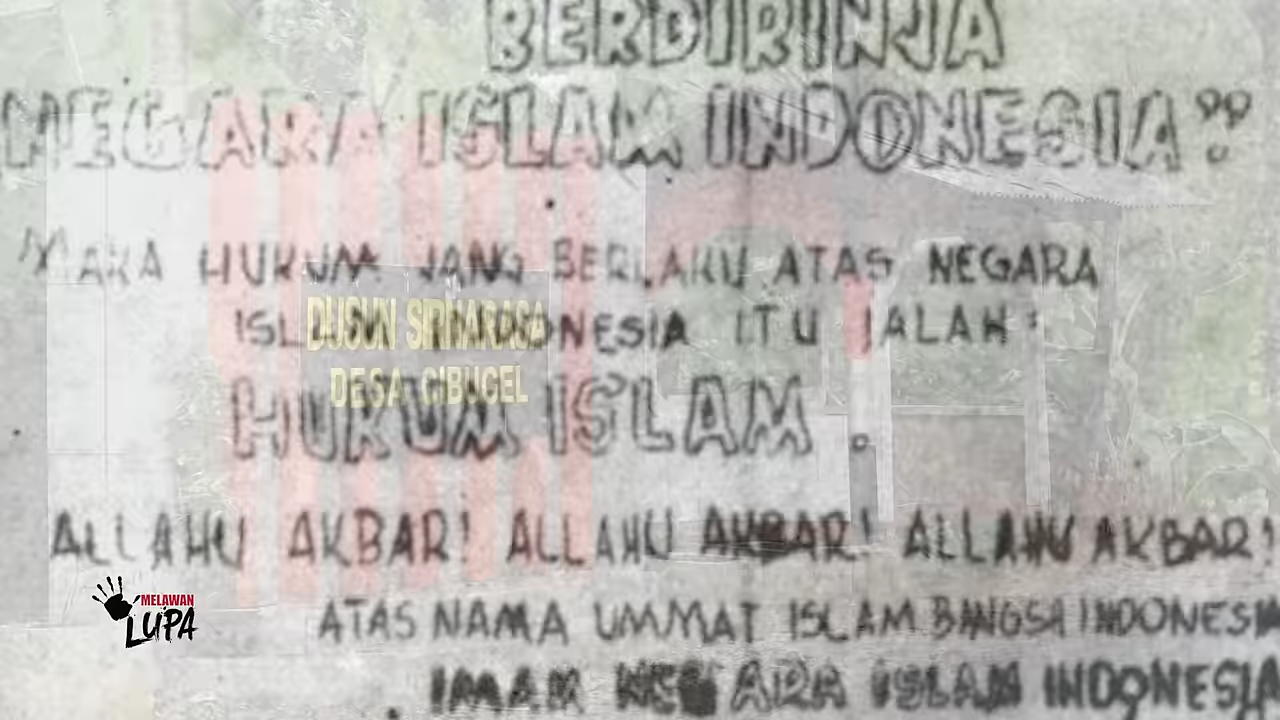 BERDIRINJA
NEGARA ISLAM INDONESIA"
MAKA HUKUM JANG BERLAKU ATAS NEGARA
ISLAM INDONESIA ITU IALAH:
DUSUN SIRNARASA
DESA CIBUGEL
HUKUM ISLAM.
ALLAHU AKBAR! ALLAHU AKBAR! ALLAHU AKBAR!
MELAWAN
LUPA
ATAS NAMA UMMAT ISLAM BANGSA INDONESIA
IMAM NEGARA ISLAM INDONESIA